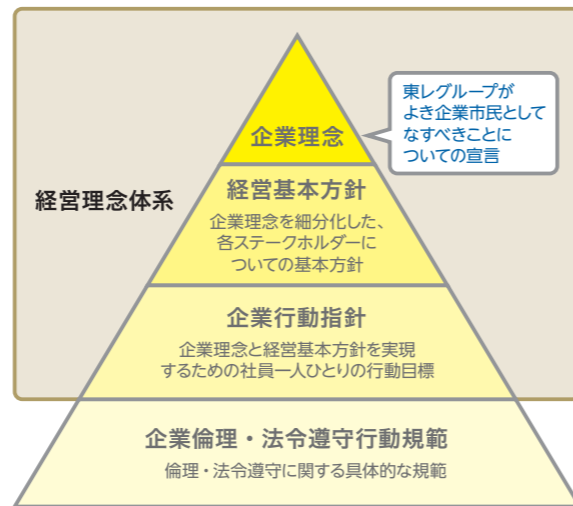 企業理念
東レグループが
よき企業市民として
なすべきことに
ついての宣言
経営理念体系
経営基本方針
企業理念を細分化した、
各ステークホルダーに
ついての基本方針
企業行動指針
企業理念と経営基本方針を実現
するための社員一人ひとりの行動目標
企業倫理・法令遵守行動規範
倫理・法令遵守に関する具体的な規範